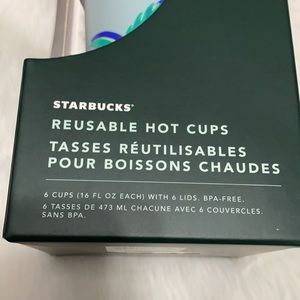 STARBUCKS®
REUSABLE HOT CUPS
TASSES RÉUTILISABLES
POUR BOISSONS CHAUDES
6 CUPS (16 FL OZ EACH) WITH 6 LIDS. BPA-FREE.
6 TASSES DE 473 ML CHACUNE AVEC 6 COUVERCLES.
SANS BPA.